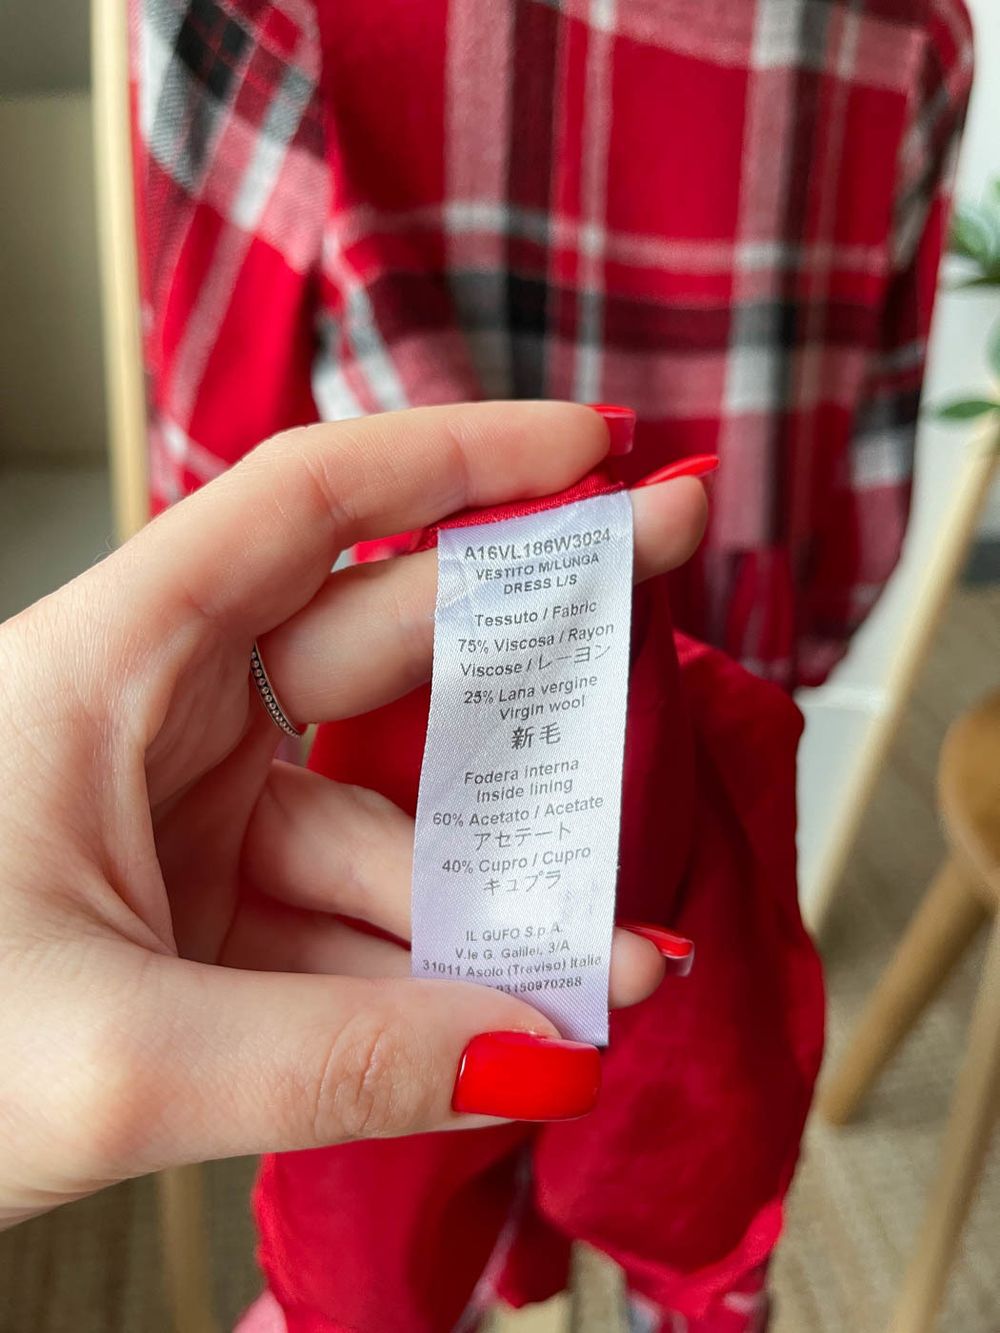 A16VL186W3024
VESTITO M/LUNGA
DRESS L/S
Tessuto / Fabric
75% Viscosa / Rayon
Viscose / レーヨン
25% Lana vergine
Virgin wool
新毛
Fodera interna
Inside lining
60% Acetato / Acetate
アセテート
40% Cupro / Cupro
キュプラ
IL GUFO S.p.A.
V.le G. Galilei, 3/A
31011 Asolo (Treviso) Italia
03150970268